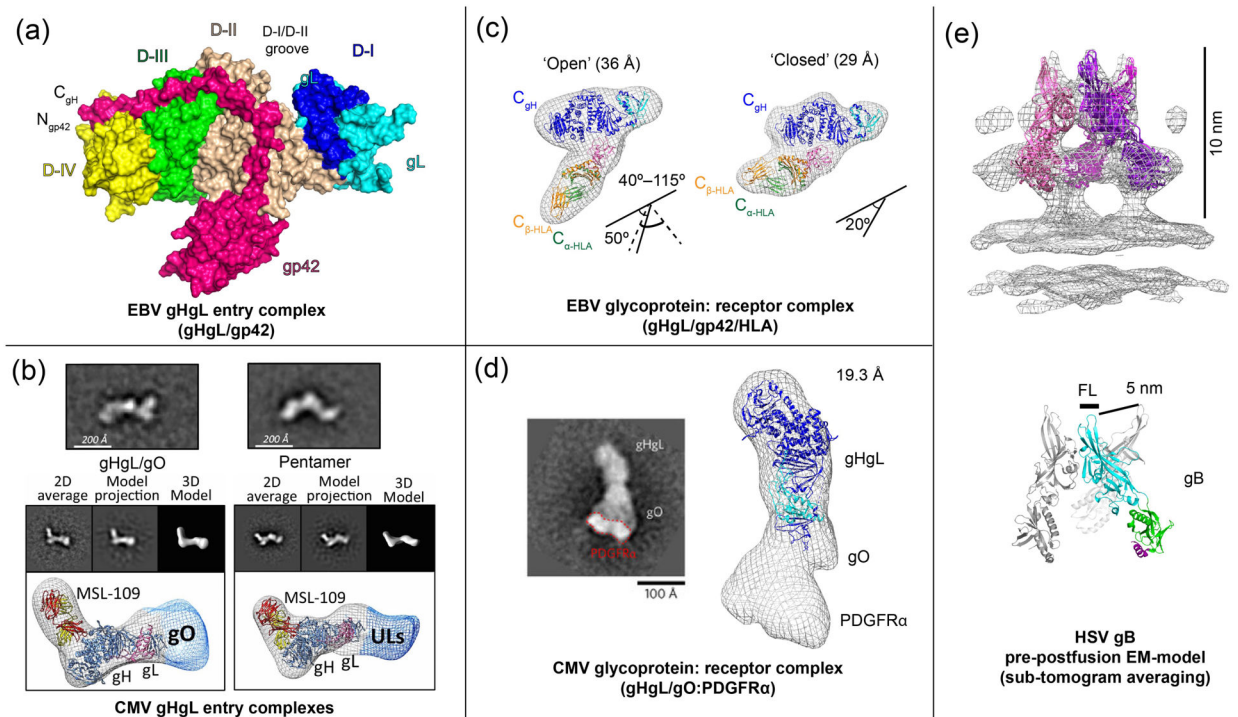 (a)
D-II
D-I/D-II
groove
D-I
D-III
gL
CgH
Ngp42
D-IV
gL
gp42
EBV gHgL entry complex
(gHgL/gp42)
(b)
200 Å
200 Å
gHgL/gO
Pentamer
2D
average
Model
projection
3D
Model
2D
average
Model
projection
3D
Model
MSL-109
gO
gH
gL
MSL-109
ULs
gH
gL
CMV gHgL entry complexes
(c)
'Open' (36 Å)
'Closed' (29 Å)
CgH
CgH
40º–115º
Cβ-HLA
Cα-HLA
50º
Cβ-HLA
Cα-HLA
20º
EBV glycoprotein: receptor complex
(gHgL/gp42/HLA)
(d)
19.3 Å
gHgL
gO
PDGFRα
100 Å
gHgL
gO
PDGFRα
CMV glycoprotein: receptor complex
(gHgL/gO:PDGFRα)
(e)
10 nm
FL
5 nm
gB
HSV gB
pre-postfusion EM-model
(sub-tomogram averaging)